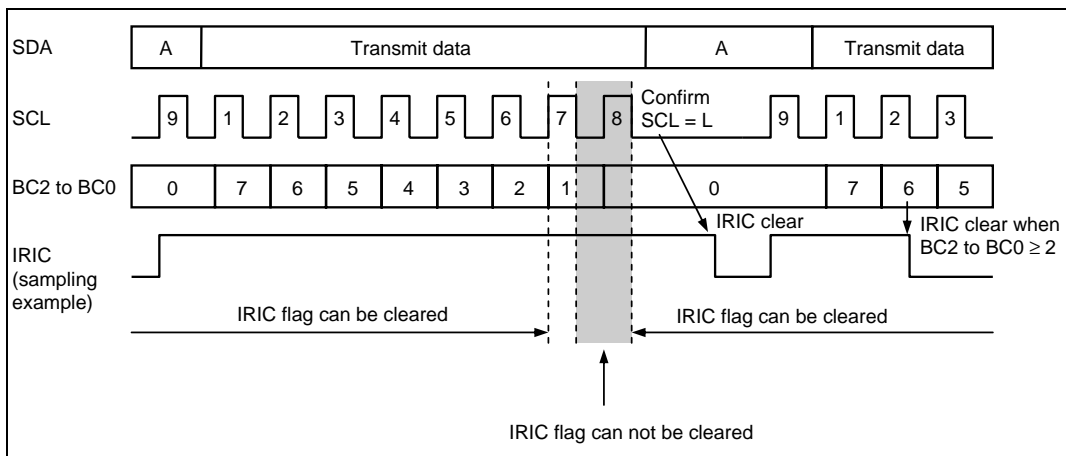 SDA A Transmit data A Transmit data
SCL 9 1 2 3 4 5 6 7 8 9 1 2 3
Confirm
SCL = L
BC2 to BC0 0 7 6 5 4 3 2 1 0 7 6 5
IRIC
(sampling
example)
IRIC clear
IRIC clear when
BC2 to BC0 ≥ 2
IRIC flag can be cleared IRIC flag can be cleared
IRIC flag can not be cleared